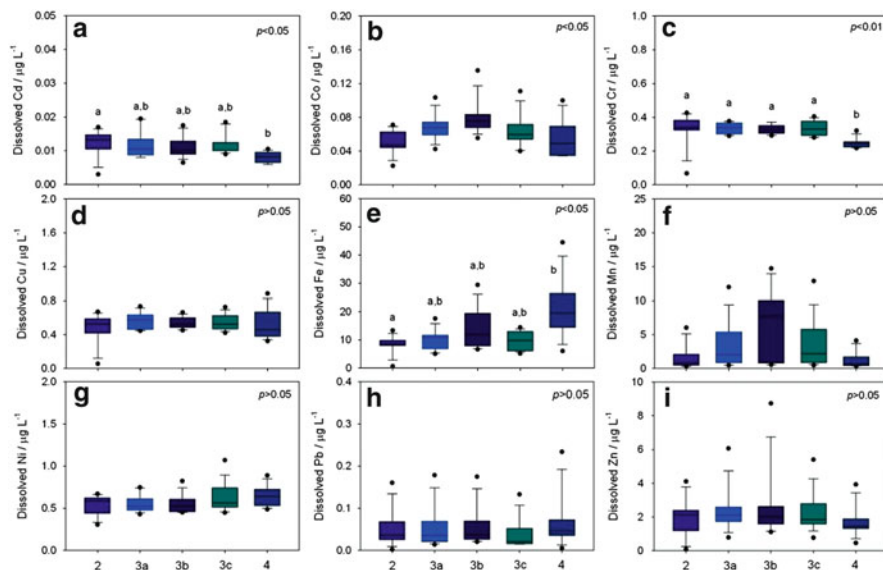 a p<0.05
0.05
0.04
0.03
0.02
0.01
0.00
Dissolved Cd / µg L⁻¹
a a,b a,b a,b b
b p<0.05
0.16
0.12
0.08
0.04
0.00
Dissolved Co / µg L⁻¹
c p<0.01
1.0
0.8
0.6
0.4
0.2
0.0
Dissolved Cr / µg L⁻¹
a a a a b
d p>0.05
2.0
1.6
1.2
0.8
0.4
0.0
Dissolved Cu / µg L⁻¹
e p<0.05
60
50
40
30
20
10
0
Dissolved Fe / µg L⁻¹
a a,b a,b a,b b
f p>0.05
25
20
15
10
5
0
Dissolved Mn / µg L⁻¹
g p>0.05
2.0
1.5
1.0
0.5
0.0
Dissolved Ni / µg L⁻¹
2 3a 3b 3c 4
h p>0.05
0.4
0.3
0.2
0.1
0.0
Dissolved Pb / µg L⁻¹
2 3a 3b 3c 4
i p>0.05
10
8
6
4
2
0
Dissolved Zn / µg L⁻¹
2 3a 3b 3c 4